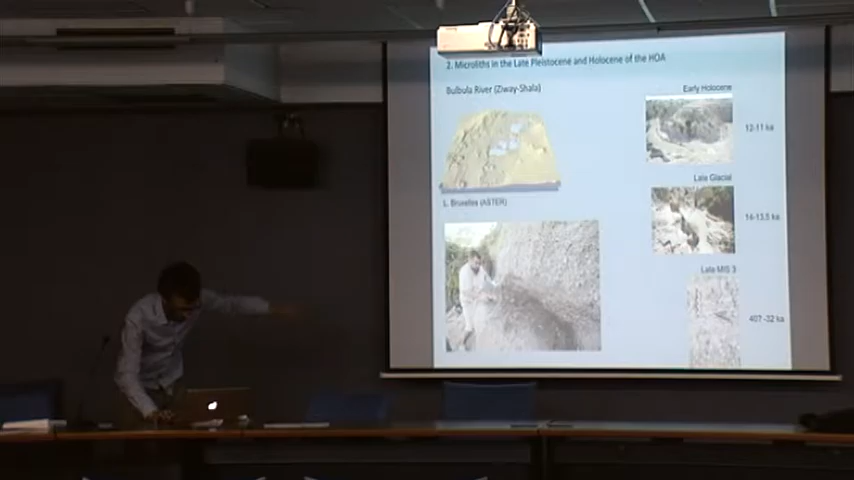 2. Microliths in the Late Pleistocene and Holocene of the HOA
Bulbula River (Ziway-Shala)
Early Holocene
12-11 ka
L. Bruxelles (ASTER)
Late Glacial
14-13.5 ka
Late MIS 3
40?-32 ka